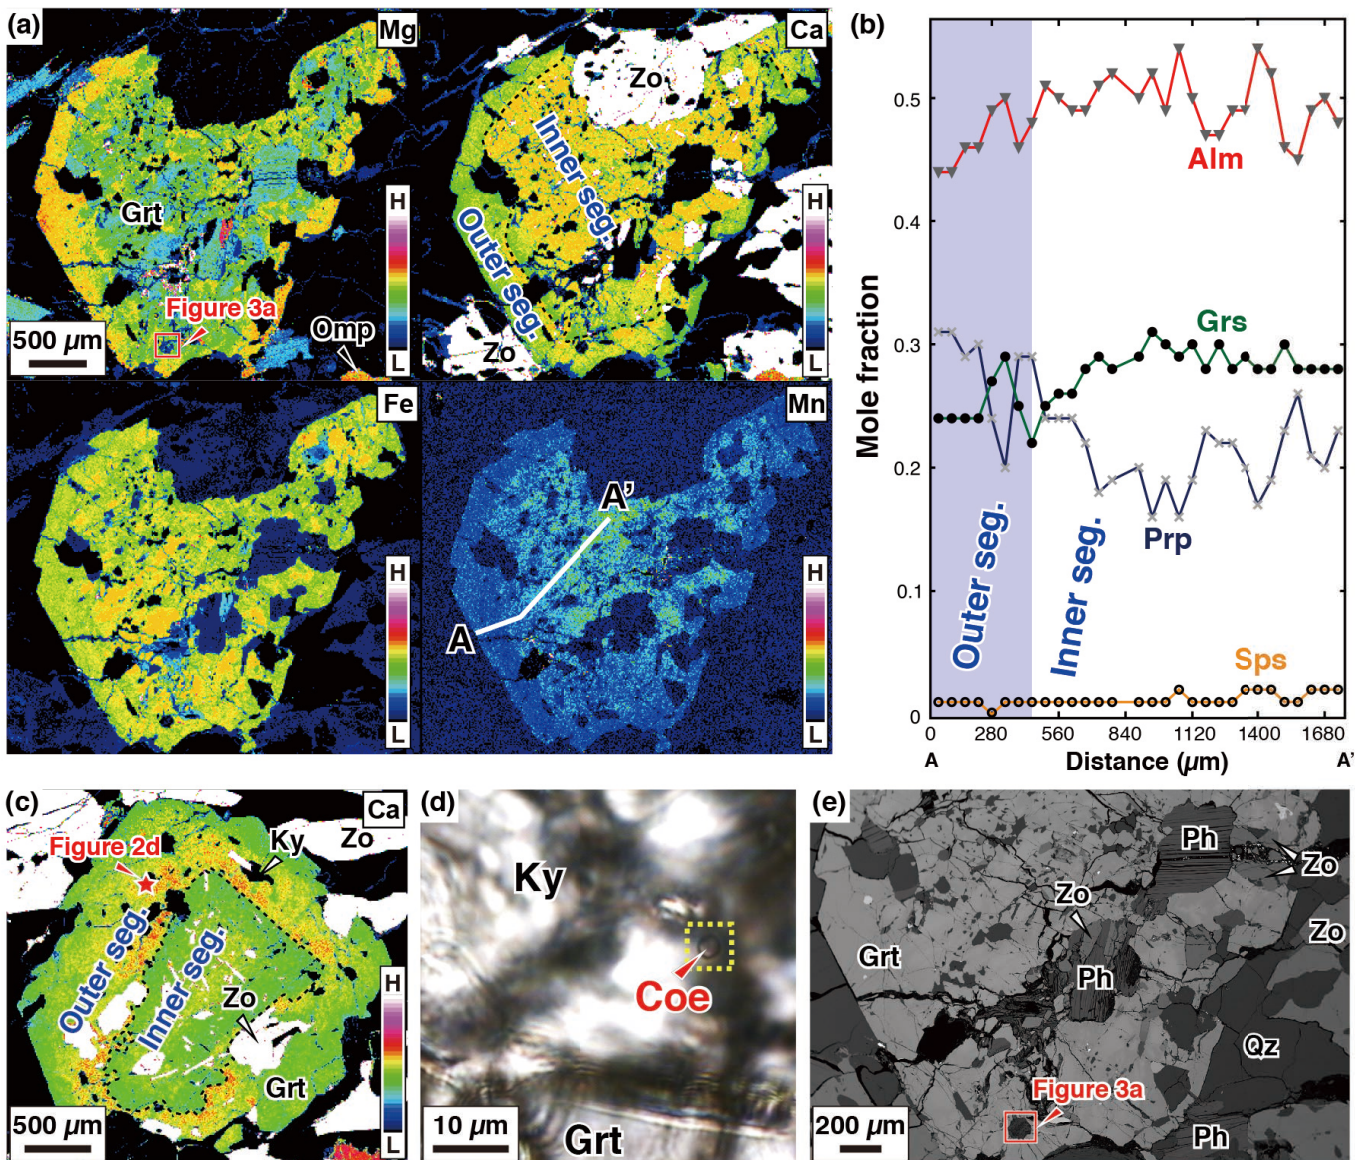 (a)
Mg
Grt
Figure 3a
500 µm
Omp
H
L
Ca
Zo
Inner seg.
Outer seg.
Zo
H
L
Fe
H
L
Mn
A
A'
H
L
(b)
Mole fraction
0.5
0.4
0.3
0.2
0.1
0
Alm
Grs
Prp
Sps
Outer seg.
Inner seg.
0 280 560 840 1120 1400 1680
A Distance (µm) A'
(c)
Ca
Figure 2d
Ky
Zo
Outer seg.
Inner seg.
Zo
Grt
H
L
500 µm
(d)
Ky
Coe
10 µm
Grt
(e)
Ph
Zo
Zo
Zo
Grt
Ph
Qz
Figure 3a
200 µm
Ph